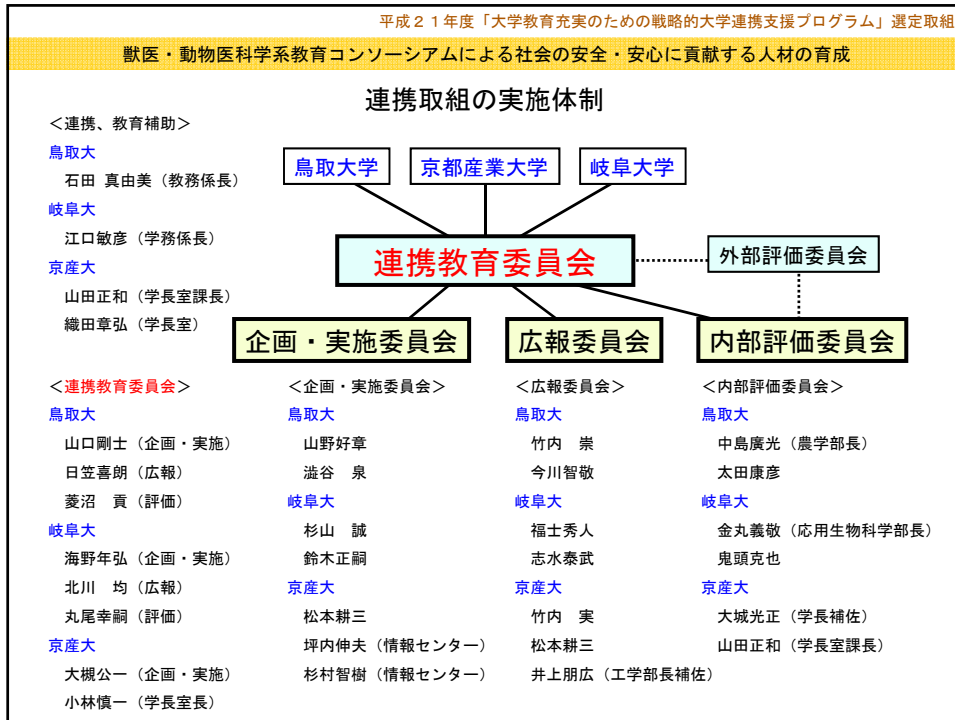 平成２１年度「大学教育充実のための戦略的大学連携支援プログラム」選定取組
獣医・動物医科学系教育コンソーシアムによる社会の安全・安心に貢献する人材の育成
連携取組の実施体制
＜連携、教育補助＞
鳥取大
石田 真由美（教務係長）
岐阜大
江口敏彦（学務係長）
京産大
山田正和（学長室課長）
織田章弘（学長室）
鳥取大学
京都産業大学
岐阜大学
連携教育委員会
外部評価委員会
企画・実施委員会
広報委員会
内部評価委員会
＜連携教育委員会＞
鳥取大
山口剛士（企画・実施）
日笠喜朗（広報）
菱沼　貢（評価）
岐阜大
海野年弘（企画・実施）
北川　均（広報）
丸尾幸嗣（評価）
京産大
大槻公一（企画・実施）
小林慎一（学長室長）
＜企画・実施委員会＞
鳥取大
山野好章
澁谷　泉
岐阜大
杉山　誠
鈴木正嗣
京産大
松本耕三
坪内伸夫（情報センター）
杉村智樹（情報センター）
＜広報委員会＞
鳥取大
竹内　崇
今川智敬
岐阜大
福士秀人
志水泰武
京産大
竹内　実
松本耕三
井上朋広（工学部長補佐）
＜内部評価委員会＞
鳥取大
中島廣光（農学部長）
太田康彦
岐阜大
金丸義敬（応用生物科学部長）
鬼頭克也
京産大
大城光正（学長補佐）
山田正和（学長室課長）